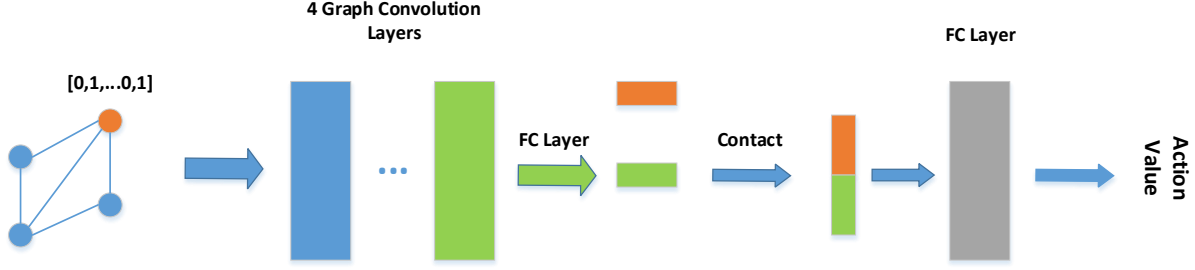 4 Graph Convolution
Layers
FC Layer
[0,1,...0,1]
FC Layer
Contact
Action
Value